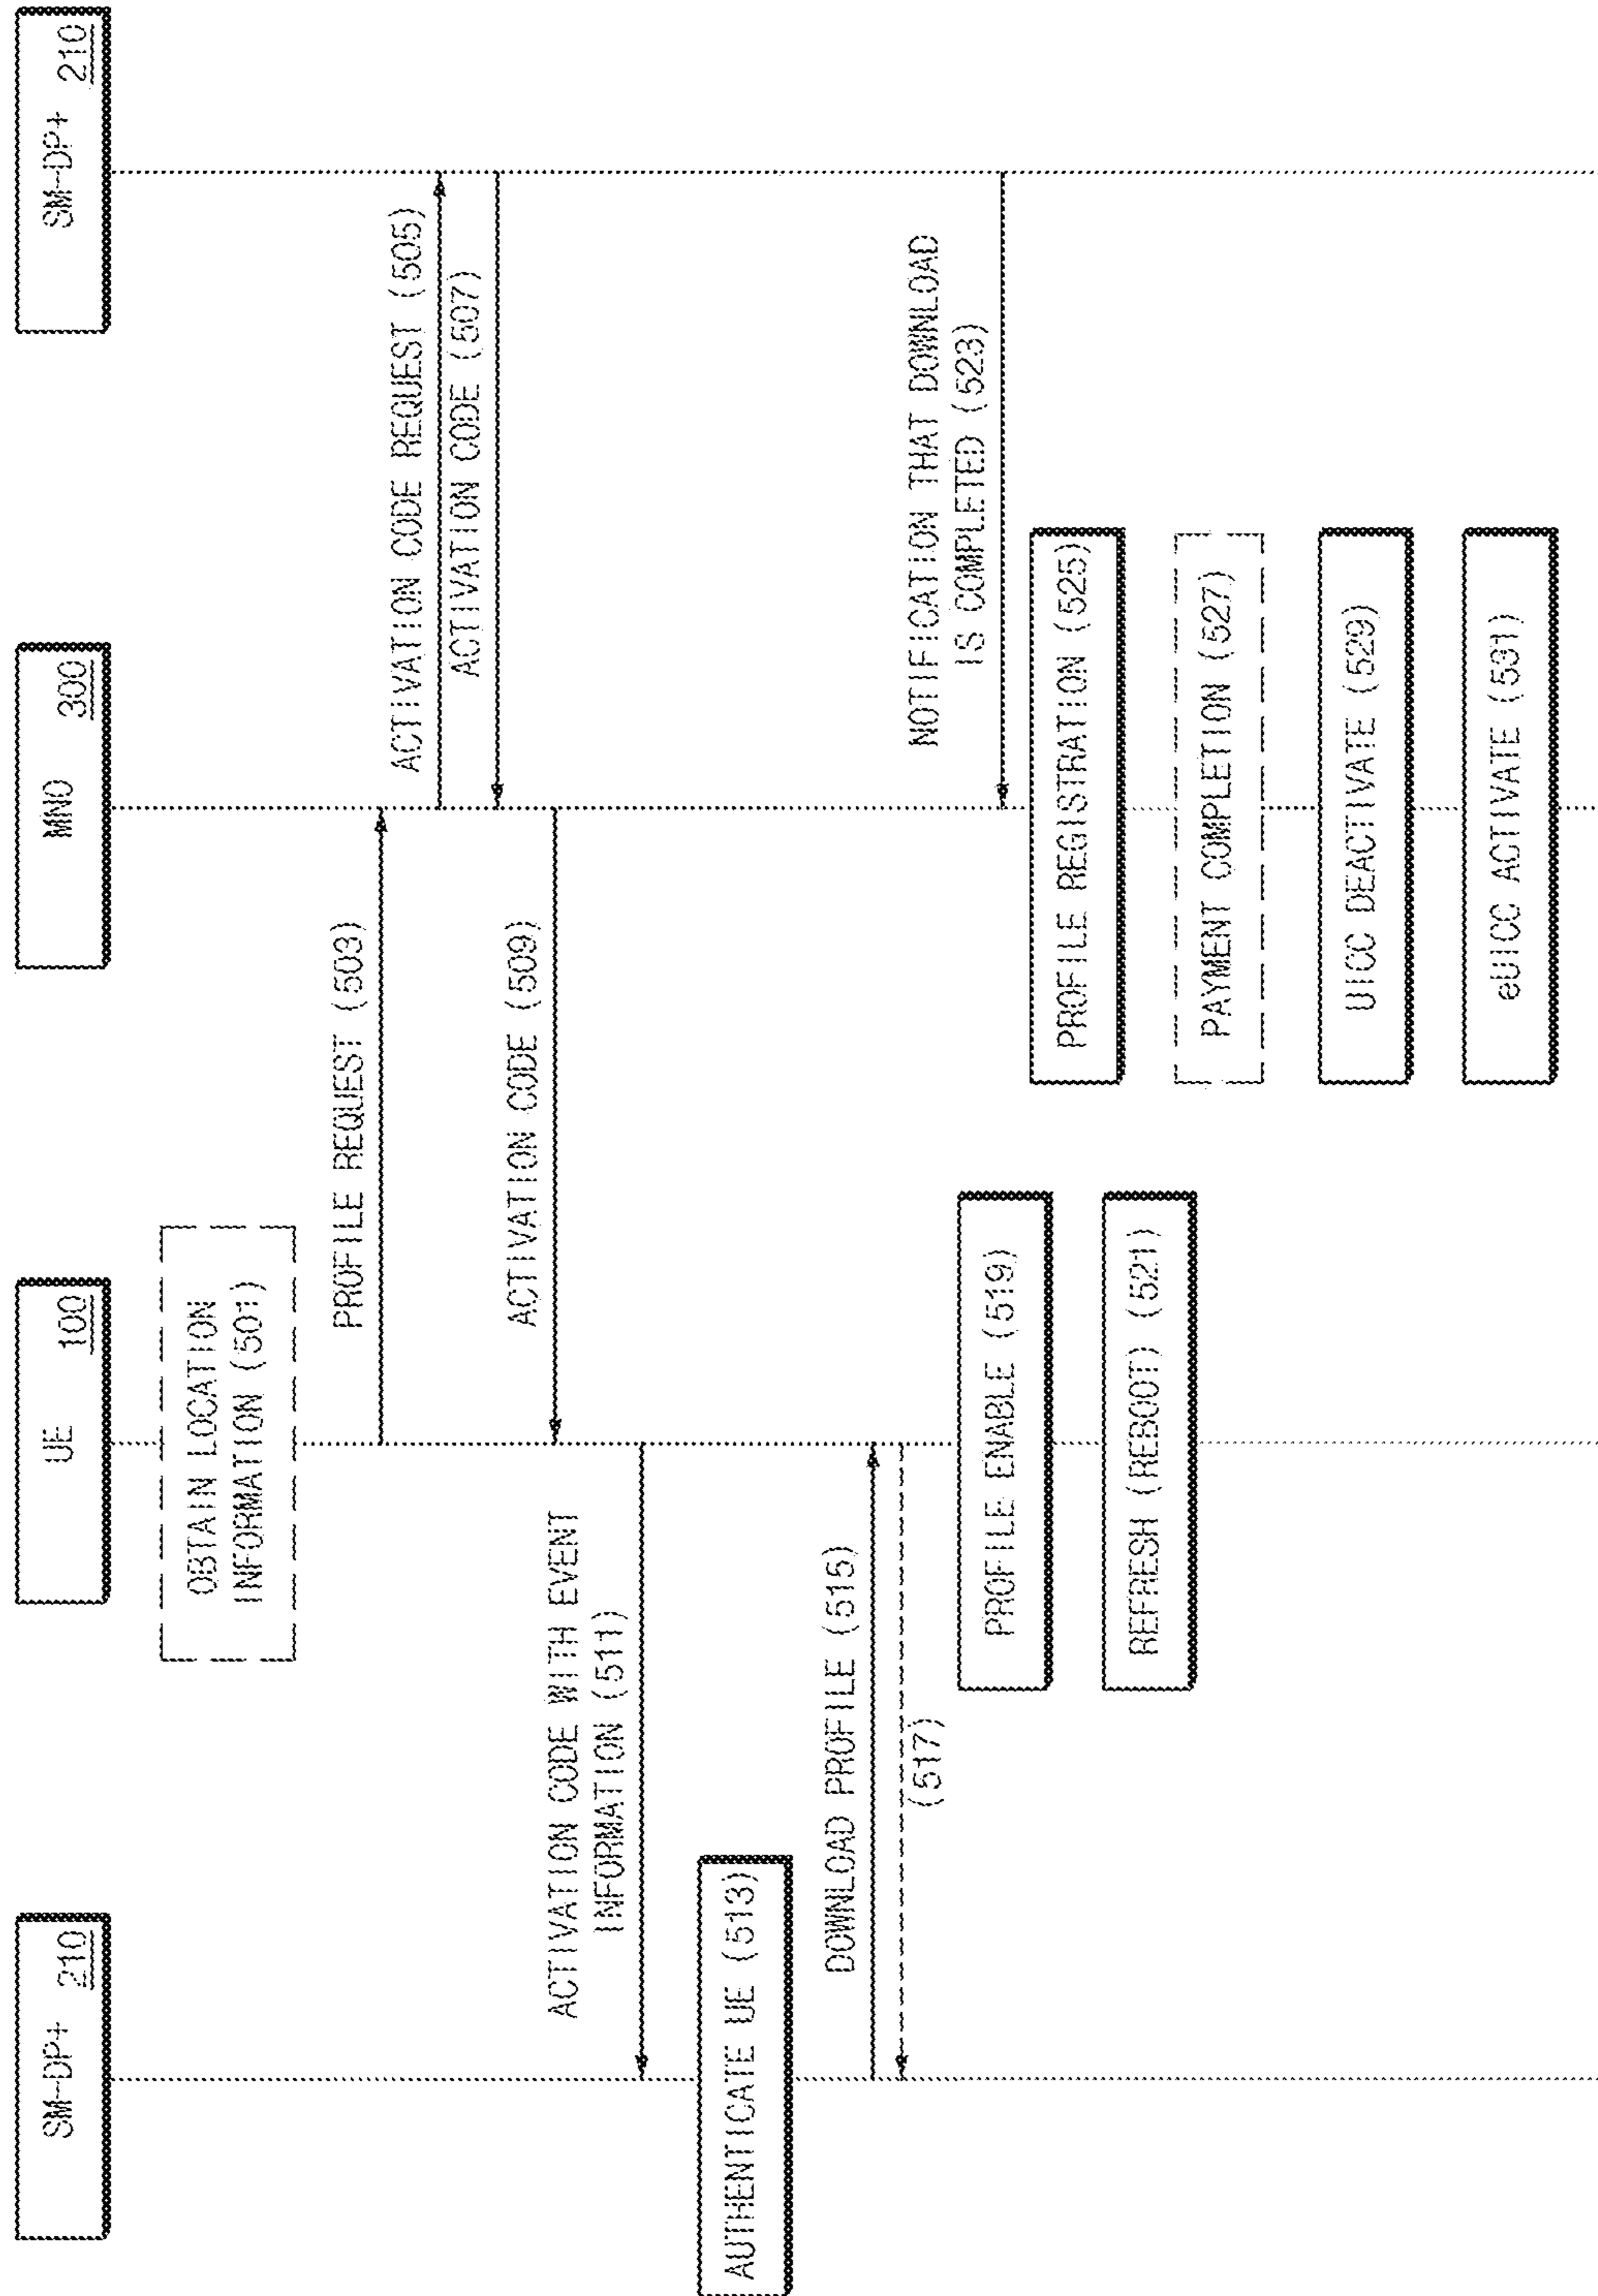 SM-DP+ 210
UE 100
MNO 300
SM-DP+ 210
OBTAIN LOCATION
INFORMATION (501)
PROFILE REQUEST (503)
ACTIVATION CODE REQUEST (505)
ACTIVATION CODE (507)
ACTIVATION CODE (509)
ACTIVATION CODE WITH EVENT
INFORMATION (511)
AUTHENTICATE UE (513)
DOWNLOAD PROFILE (515)
(517)
PROFILE ENABLE (519)
REFRESH (REBOOT) (521)
NOTIFICATION THAT DOWNLOAD
IS COMPLETED (523)
PROFILE REGISTRATION (525)
PAYMENT COMPLETION (527)
UICC DEACTIVATE (529)
eUICC ACTIVATE (531)